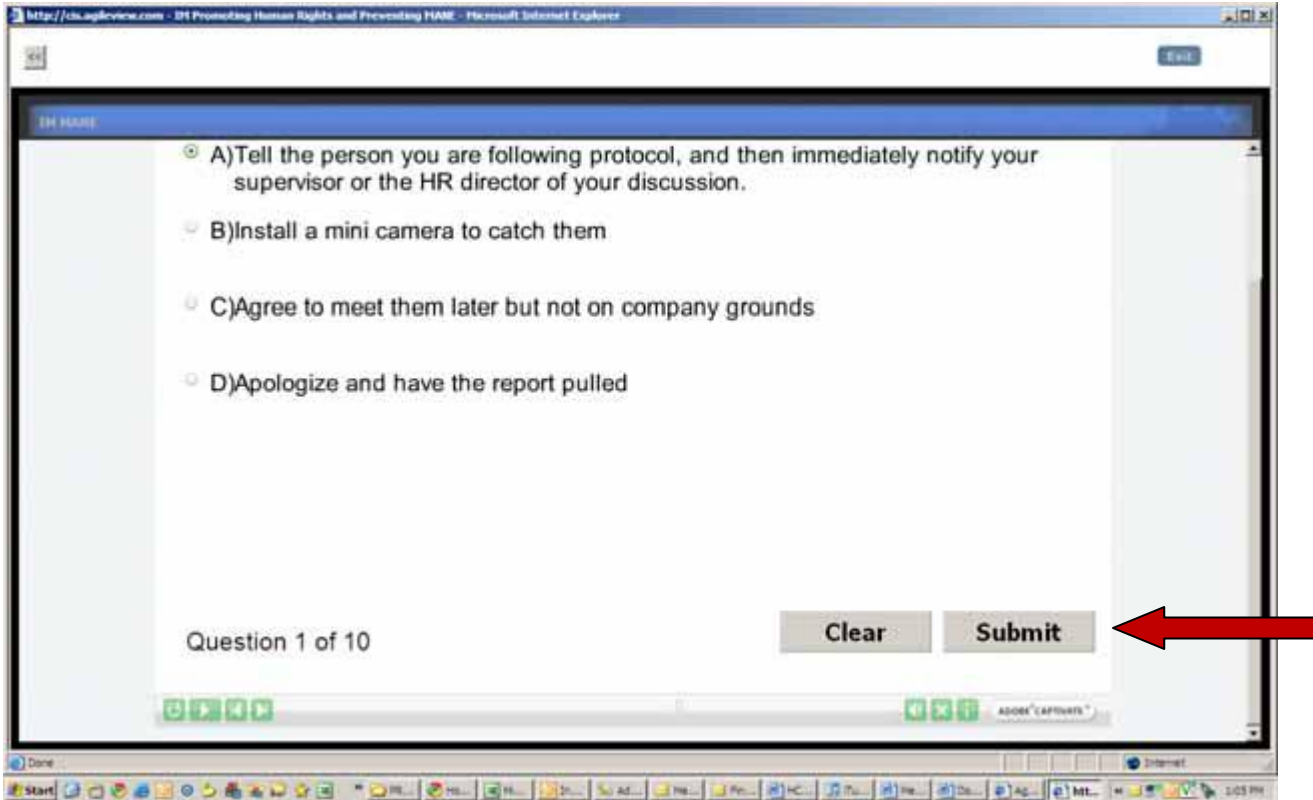 http://cis.agileview.com - IM Promoting Human Rights and Preventing MANE - Microsoft Internet Explorer
<<
Exit
IM MANE
A)Tell the person you are following protocol, and then immediately notify your
supervisor or the HR director of your discussion.
B)Install a mini camera to catch them
C)Agree to meet them later but not on company grounds
D)Apologize and have the report pulled
Question 1 of 10
Clear
Submit
ADOBE CAPTIVATE
Done
Internet
Start
1:03 PM